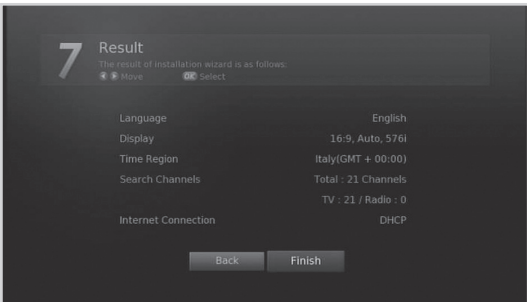 7
Result
The result of installation wizard is as follows:
Move OK Select
Language English
Display 16:9, Auto, 576i
Time Region Italy(GMT + 00:00)
Search Channels Total : 21 Channels
TV : 21 / Radio : 0
Internet Connection DHCP
Back Finish